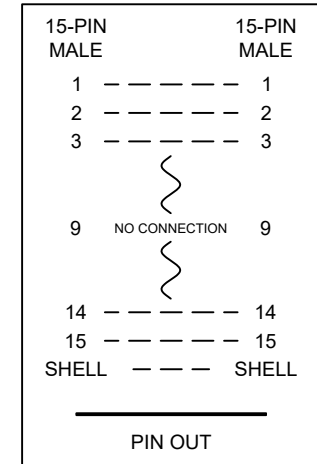 15-PIN 15-PIN
MALE MALE
1 — — — — — 1
2 — — — — — 2
3 — — — — — 3
9 NO CONNECTION 9
14 — — — — — 14
15 — — — — — 15
SHELL — — — SHELL
PIN OUT